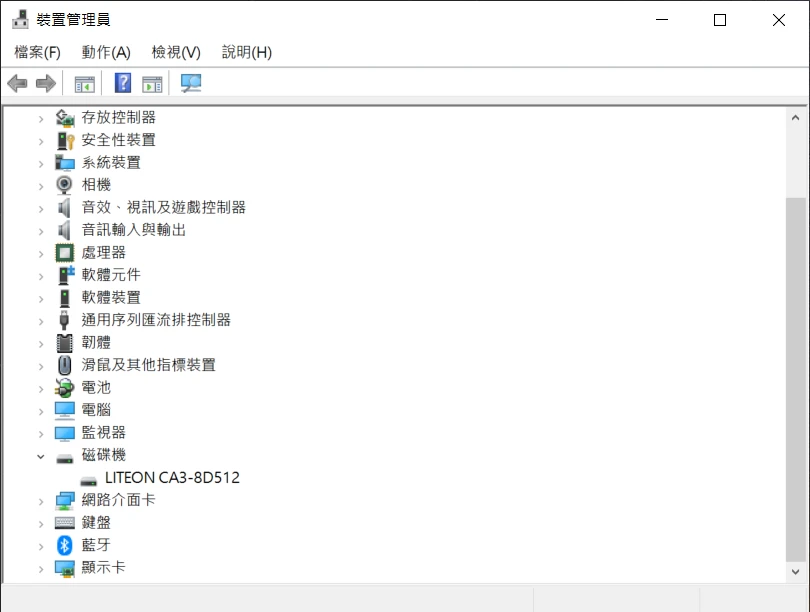 裝置管理員
檔案(F) 動作(A) 檢視(V) 說明(H)
存放控制器
安全性裝置
系統裝置
相機
音效、視訊及遊戲控制器
音訊輸入與輸出
處理器
軟體元件
軟體裝置
通用序列匯流排控制器
韌體
滑鼠及其他指標裝置
電池
電腦
監視器
磁碟機
LITEON CA3-8D512
網路介面卡
鍵盤
藍牙
顯示卡